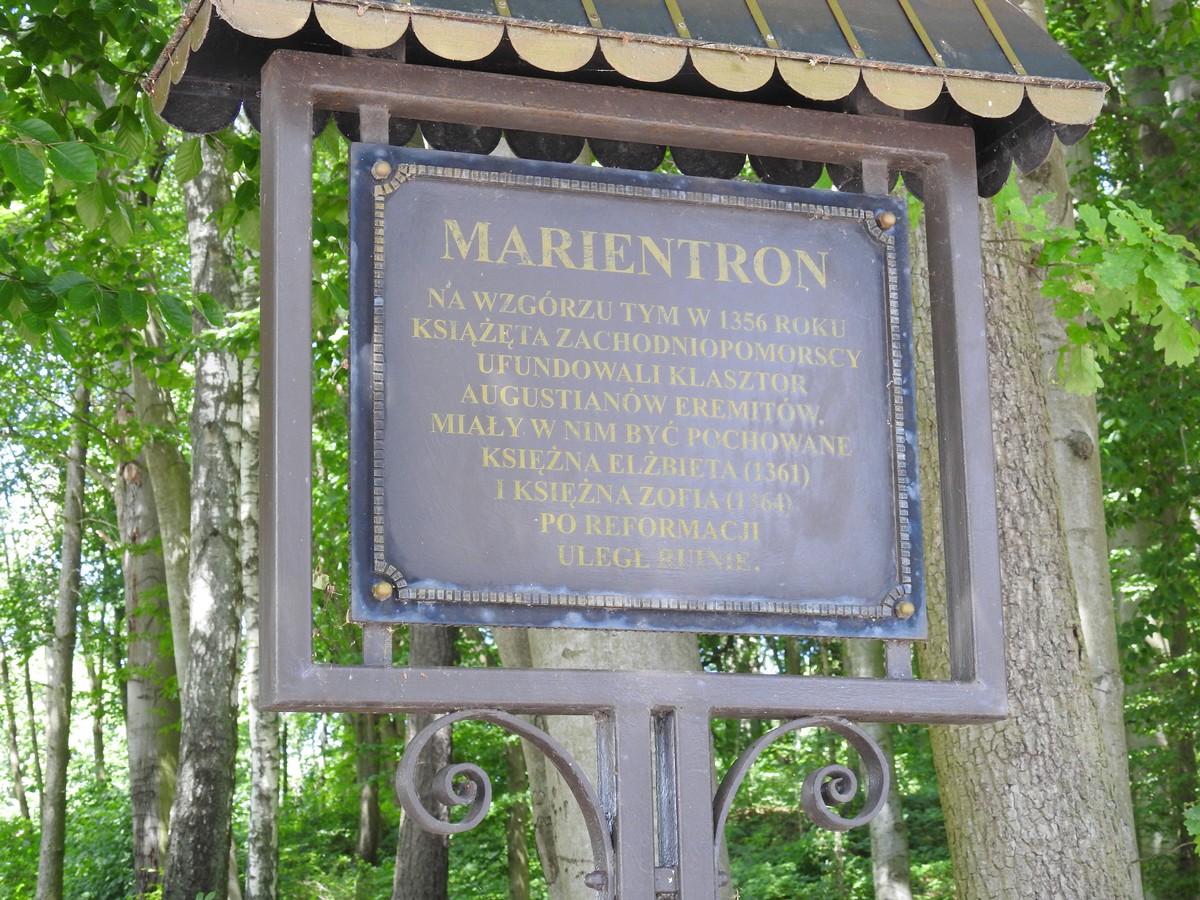 MARIENTRON
NA WZGÓRZU TYM W 1356 ROKU
KSIĄŻĘTA ZACHODNIOPOMORSCY
UFUNDOWALI KLASZTOR
AUGUSTIANÓW EREMITÓW.
MIAŁY W NIM BYĆ POCHOWANE
KSIĘŻNA ELŻBIETA (1361)
I KSIĘŻNA ZOFIA (1364)
PO REFORMACJI
ULEGŁ RUINIE.